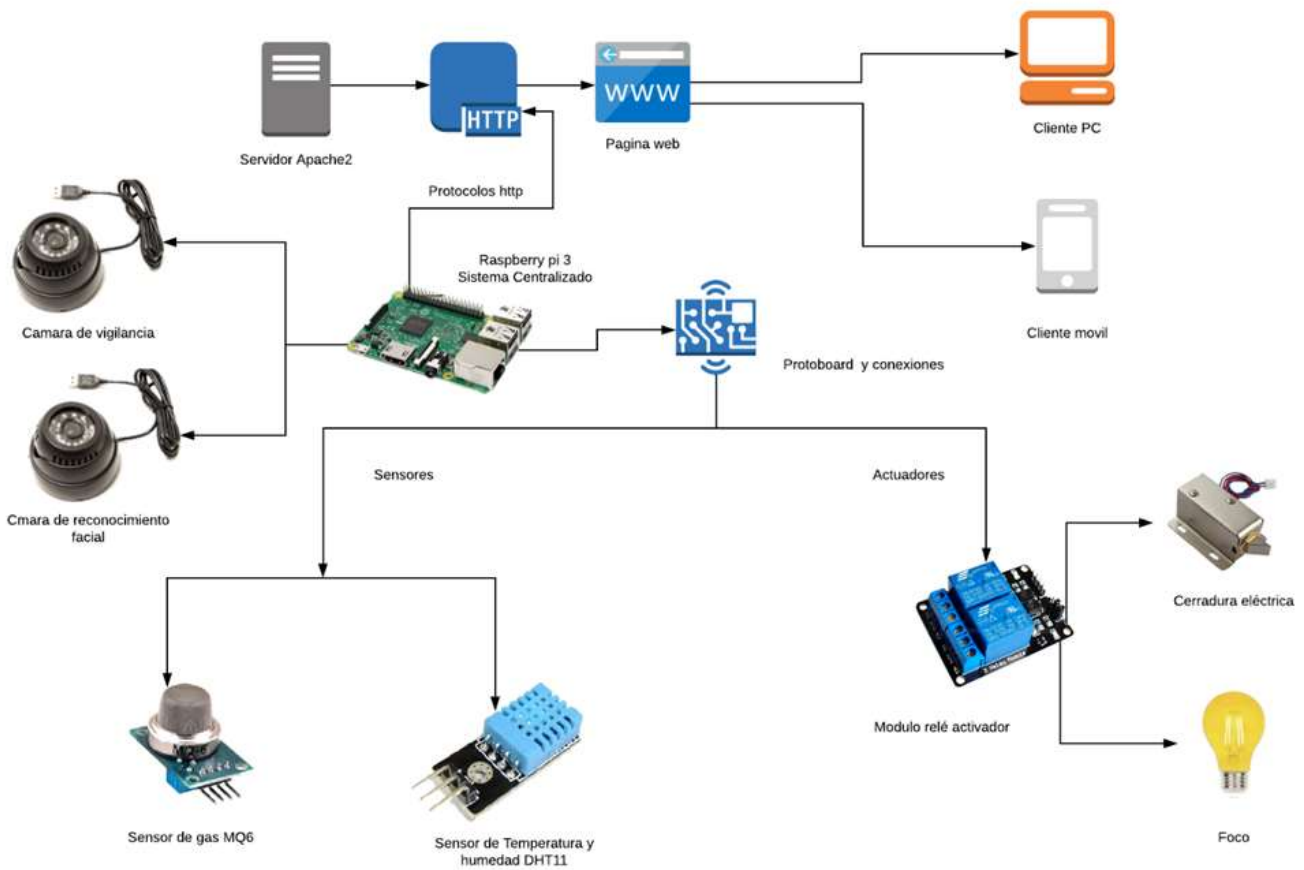 HTTP
WWW
Servidor Apache2
Pagina web
Cliente PC
Protocolos http
Raspberry pi 3
Sistema Centralizado
Camara de vigilancia
Cliente movil
Protoboard y conexiones
Sensores
Actuadores
Cmara de reconocimiento
facial
Cerradura eléctrica
Modulo relé activador
MQ-6
Sensor de gas MQ6
Sensor de Temperatura y
humedad DHT11
Foco